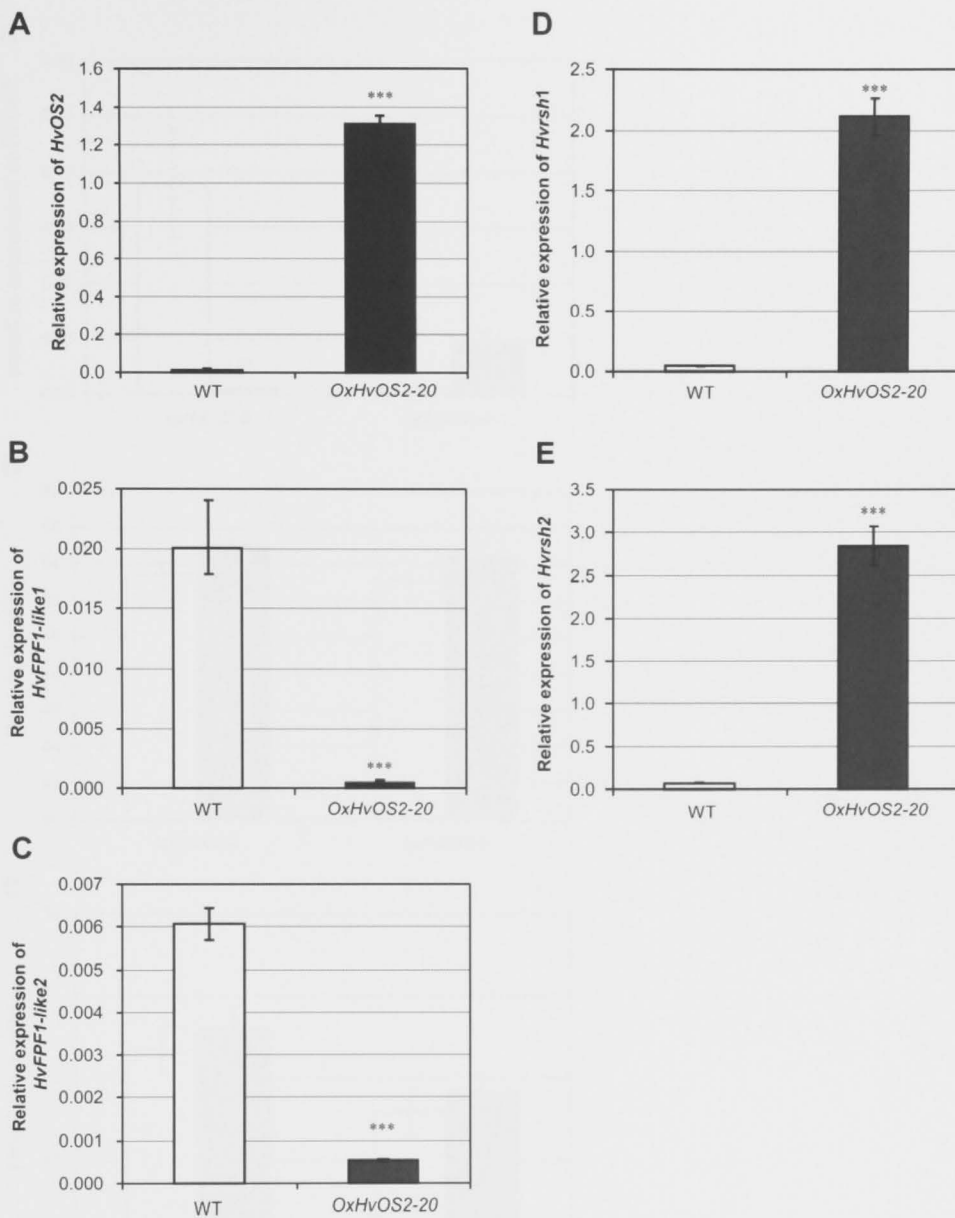 A
Relative expression of HvOS2
1.6
1.4
1.2
1.0
0.8
0.6
0.4
0.2
0.0
***
WT
OxHvOS2-20
B
Relative expression of
HvFPF1-like1
0.025
0.020
0.015
0.010
0.005
0.000
***
WT
OxHvOS2-20
C
Relative expression of
HvFPF1-like2
0.007
0.006
0.005
0.004
0.003
0.002
0.001
0.000
***
WT
OxHvOS2-20
D
Relative expression of Hvrsh1
2.5
2.0
1.5
1.0
0.5
0.0
***
WT
OxHvOS2-20
E
Relative expression of Hvrsh2
3.5
3.0
2.5
2.0
1.5
1.0
0.5
0.0
***
WT
OxHvOS2-20